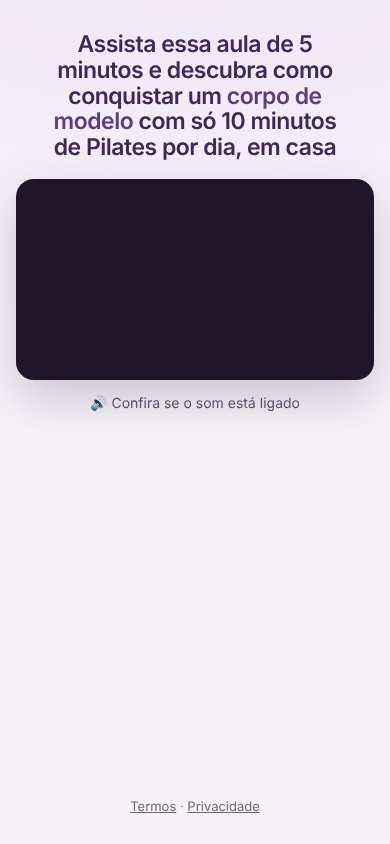 Assista essa aula de 5
minutos e descubra como
conquistar um corpo de
modelo com só 10 minutos
de Pilates por dia, em casa
🔊 Confira se o som está ligado
Termos · Privacidade